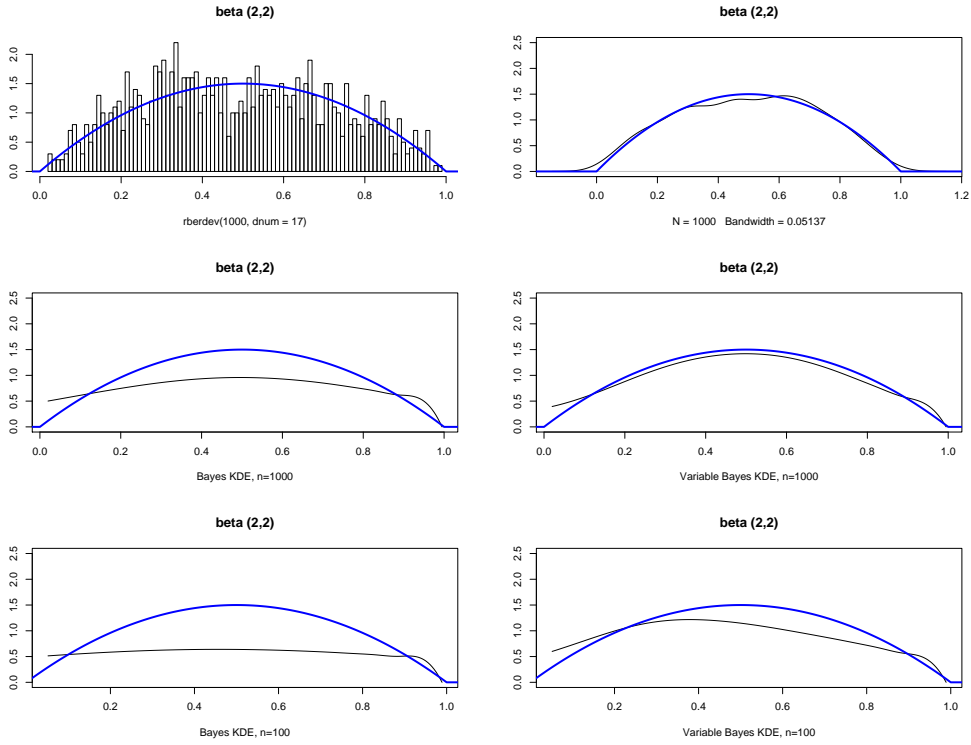 beta (2,2)
0.0 0.5 1.0 1.5 2.0
0.0 0.2 0.4 0.6 0.8 1.0
rberdev(1000, dnum = 17)
beta (2,2)
0.0 0.5 1.0 1.5 2.0 2.5
0.0 0.2 0.4 0.6 0.8 1.0 1.2
N = 1000 Bandwidth = 0.05137
beta (2,2)
0.0 0.5 1.0 1.5 2.0 2.5
0.0 0.2 0.4 0.6 0.8 1.0
Bayes KDE, n=1000
beta (2,2)
0.0 0.5 1.0 1.5 2.0 2.5
0.0 0.2 0.4 0.6 0.8 1.0
Variable Bayes KDE, n=1000
beta (2,2)
0.0 0.5 1.0 1.5 2.0 2.5
0.2 0.4 0.6 0.8 1.0
Bayes KDE, n=100
beta (2,2)
0.0 0.5 1.0 1.5 2.0 2.5
0.2 0.4 0.6 0.8 1.0
Variable Bayes KDE, n=100